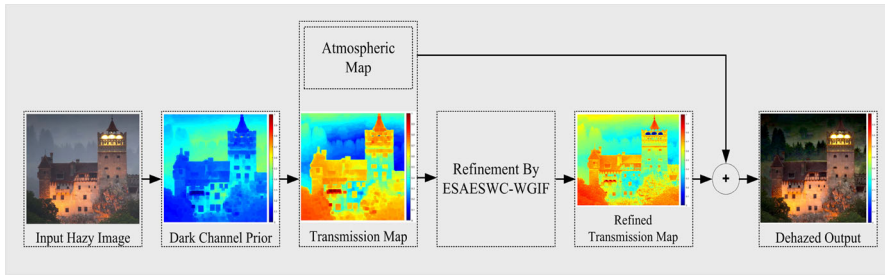 Atmospheric
Map
Refinement By
ESAESWC-WGIF
+
Input Hazy Image
Dark Channel Prior
Transmission Map
Refined
Transmission Map
Dehazed Output